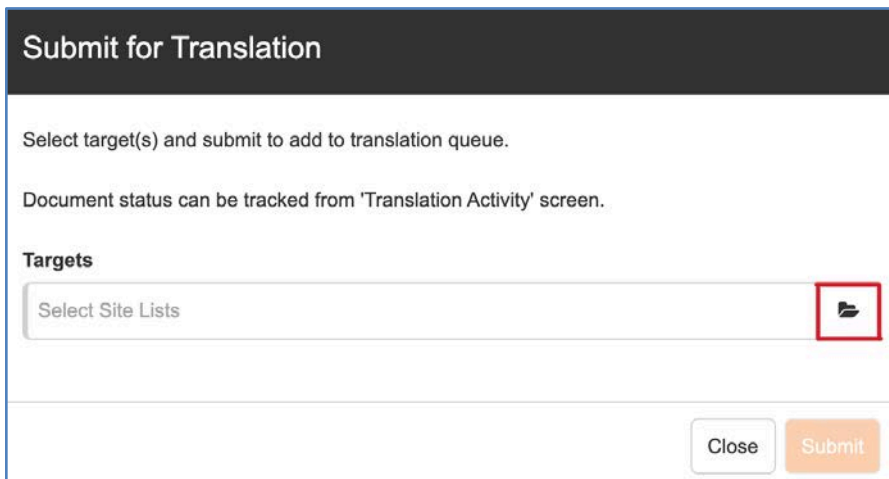 Submit for Translation
Select target(s) and submit to add to translation queue.
Document status can be tracked from 'Translation Activity' screen.
Targets
Select Site Lists
Close Submit